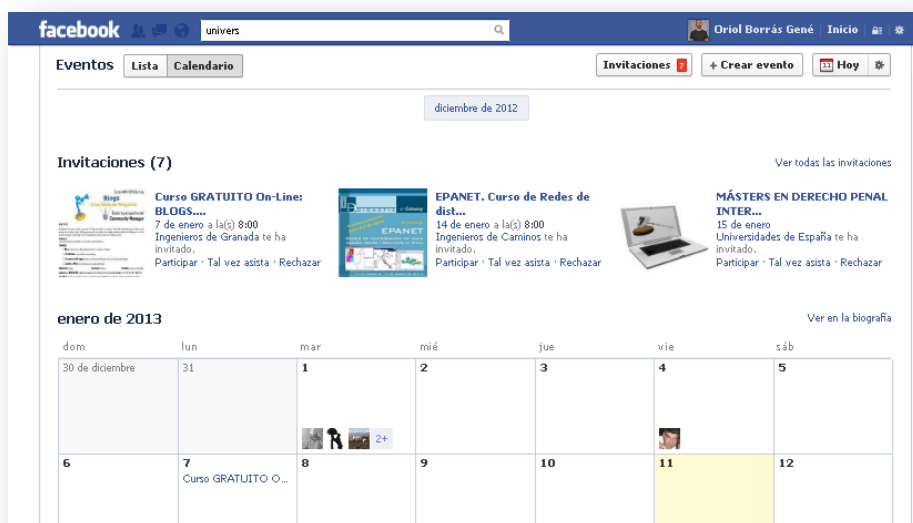 facebook univers Oriol Borrás Gené Inicio
Eventos Lista Calendario Invitaciones 7 + Crear evento 11 Hoy
diciembre de 2012
Invitaciones (7) Ver todas las invitaciones
Blogs
Community Manager
Curso GRATUITO On-Line:
BLOGS....
7 de enero a la(s) 8:00
Ingenieros de Granada te ha
invitado.
Participar · Tal vez asista · Rechazar
EPANET
EPANET. Curso de Redes de
dist...
14 de enero a la(s) 8:00
Ingenieros de Caminos te ha
invitado.
Participar · Tal vez asista · Rechazar
MÁSTERS EN DERECHO PENAL
INTER...
15 de enero
Universidades de España te ha
invitado.
Participar · Tal vez asista · Rechazar
enero de 2013 Ver en la biografía
dom lun mar mié jue vie sáb
30 de diciembre 31 1 2 3 4 5
2+
6 7 8 9 10 11 12
Curso GRATUITO O...